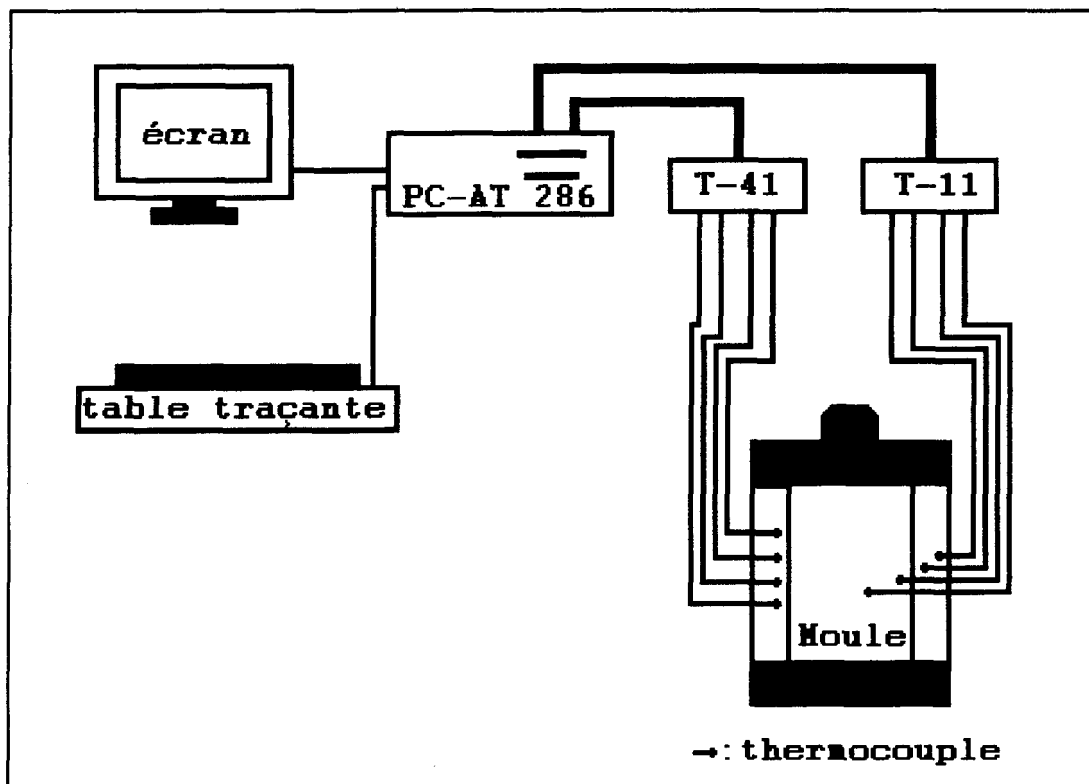 écran
PC-AT 286
T-41
T-11
table traçante
Moule
→: thermocouple